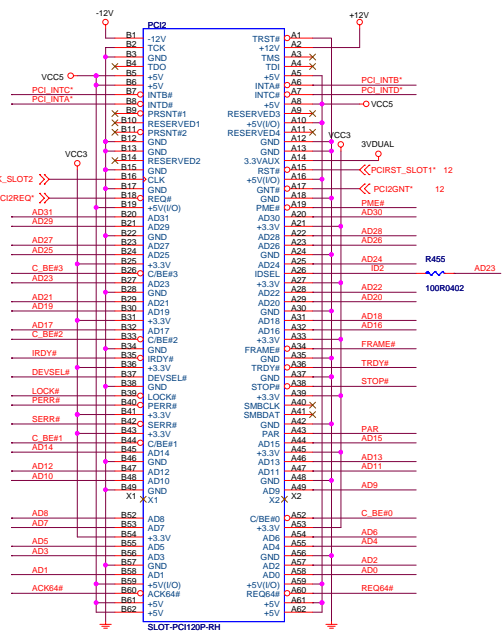 -12V PCI2 +12V
B1 -12V TRST# A1
B2 TCK +12V A2
B3 GND TMS A3
B4 TDO TDI A4
VCC5 B5 +5V +5V A5
B6 +5V INTA# A6 PCI_INTB*
PCI_INTC* B7 INTB# INTC# A7 PCI_INTD*
PCI_INTA* B8 INTD# +5V A8 VCC5
B9 PRSNT#1 RESERVED3 A9
B10 RESERVED1 +5V(I/O) A10
B11 PRSNT#2 RESERVED4 A11
B12 GND GND A12 VCC3
B13 GND GND A13
VCC3 B14 RESERVED2 3.3VAUX A14 3VDUAL
B15 GND RST# A15 PCIRST_SLOT1* 12
K_SLOT2 B16 CLK +5V(I/O) A16
B17 GND GNT# A17 PCI2GNT* 12
PCI2REQ* B18 REQ# GND A18
B19 +5V(I/O) PME# A19 PME#
AD31 B20 AD31 AD30 A20 AD30
AD29 B21 AD29 +3.3V A21
B22 GND AD28 A22 AD28
AD27 B23 AD27 AD26 A23 AD26
AD25 B24 AD25 GND A24
B25 +3.3V AD24 A25 AD24 R455
C_BE#3 B26 C/BE#3 IDSEL A26 ID2 AD23
AD23 B27 AD23 +3.3V A27
B28 GND AD22 A28 AD22 100R0402
AD21 B29 AD21 AD20 A29 AD20
AD19 B30 AD19 GND A30
B31 +3.3V AD18 A31 AD18
AD17 B32 AD17 AD16 A32 AD16
C_BE#2 B33 C/BE#2 +3.3V A33
B34 GND FRAME# A34 FRAME#
IRDY# B35 IRDY# GND A35
B36 +3.3V TRDY# A36 TRDY#
DEVSEL# B37 DEVSEL# GND A37
B38 GND STOP# A38 STOP#
LOCK# B39 LOCK# +3.3V A39
PERR# B40 PERR# SMBCLK A40
B41 +3.3V SMBDAT A41
SERR# B42 SERR# GND A42
B43 +3.3V PAR A43 PAR
C_BE#1 B44 C/BE#1 AD15 A44 AD15
AD14 B45 AD14 +3.3V A45
B46 GND AD13 A46 AD13
AD12 B47 AD12 AD11 A47 AD11
AD10 B48 AD10 GND A48
B49 GND AD9 A49 AD9
X1 X1 X2 X2
AD8 B52 AD8 C/BE#0 A52 C_BE#0
AD7 B53 AD7 +3.3V A53
B54 +3.3V AD6 A54 AD6
AD5 B55 AD5 AD4 A55 AD4
AD3 B56 AD3 GND A56
B57 GND AD2 A57 AD2
AD1 B58 AD1 AD0 A58 AD0
B59 +5V(I/O) +5V(I/O) A59
ACK64# B60 ACK64# REQ64# A60 REQ64#
B61 +5V +5V A61
B62 +5V +5V A62
SLOT-PCI120P-RH